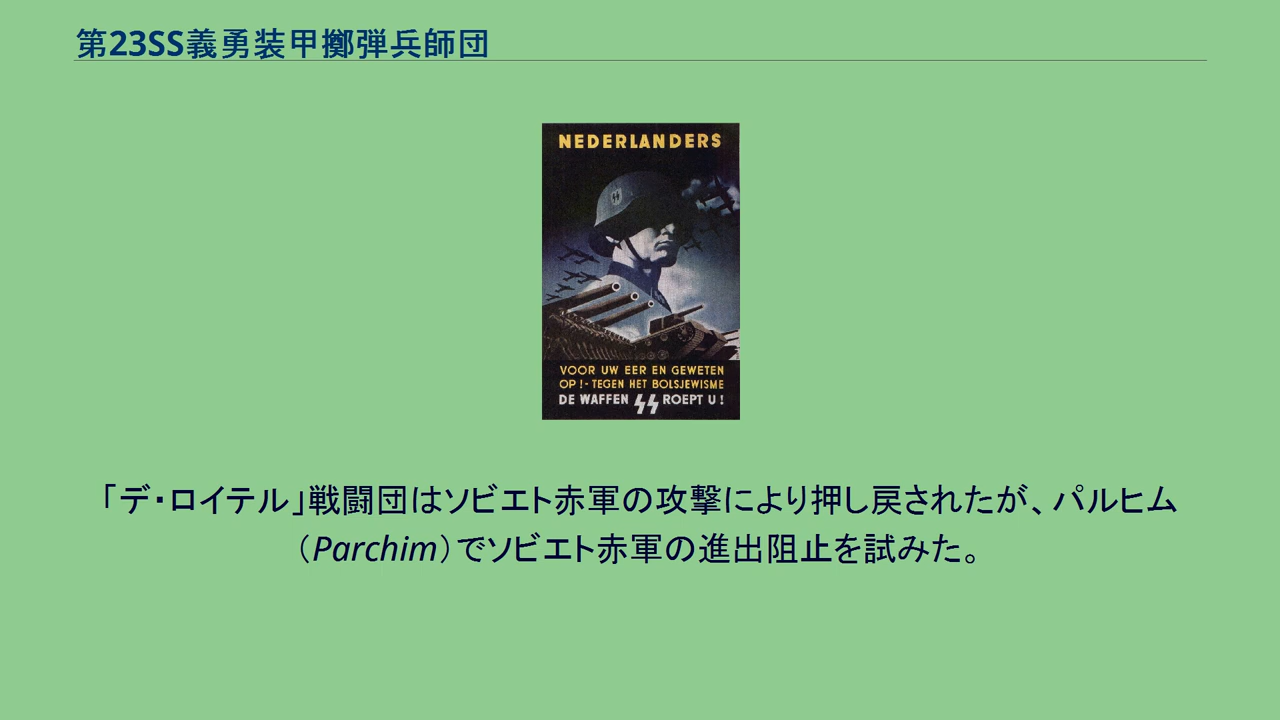 第23SS義勇装甲擲弾兵師団
NEDERLANDERS
VOOR UW EER EN GEWETEN
OP!- TEGEN HET BOLSJEWISME
DE WAFFEN SS ROEPT U!
「デ・ロイテル」戦闘団はソビエト赤軍の攻撃により押し戻されたが、パルヒム
（Parchim）でソビエト赤軍の進出阻止を試みた。